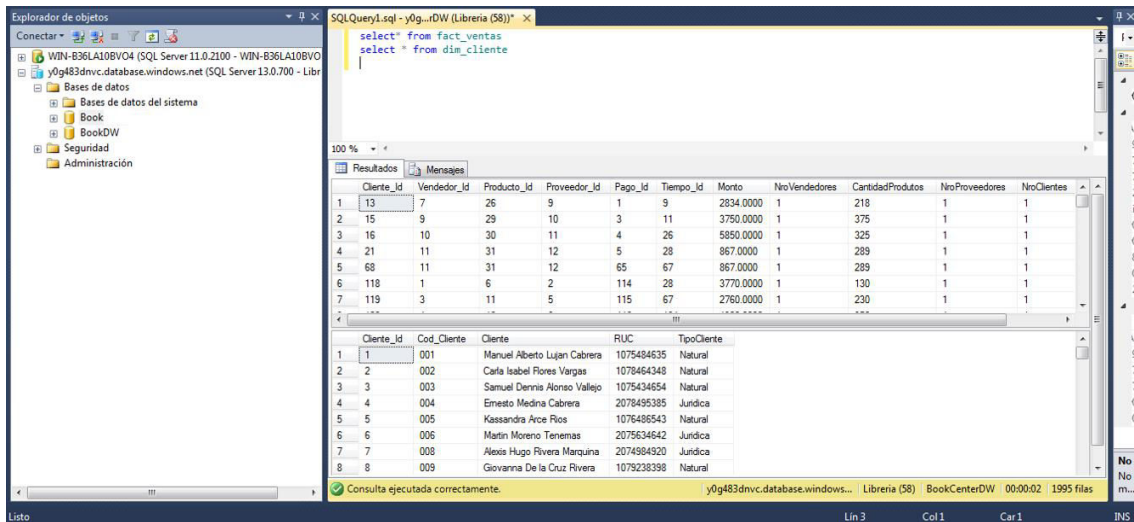 Explorador de objetos
Conectar
WIN-B36LA10BVO4 (SQL Server 11.0.2100 - WIN-B36LA10BVO
y0g483dnvc.database.windows.net (SQL Server 13.0.700 - Libr
Bases de datos
Bases de datos del sistema
Book
BookDW
Seguridad
Administración
SQLQuery1.sql - y0g...rDW (Libreria (58))*
select* from fact_ventas
select * from dim_cliente
100 %
Resultados Mensajes
Cliente_Id Vendedor_Id Producto_Id Proveedor_Id Pago_Id Tiempo_Id Monto NroVendedores CantidadProdutos NroProveedores NroClientes
1 13 7 26 9 1 9 2834.0000 1 218 1 1
2 15 9 29 10 3 11 3750.0000 1 375 1 1
3 16 10 30 11 4 26 5850.0000 1 325 1 1
4 21 11 31 12 5 28 867.0000 1 289 1 1
5 68 11 31 12 65 67 867.0000 1 289 1 1
6 118 1 6 2 114 28 3770.0000 1 130 1 1
7 119 3 11 5 115 67 2760.0000 1 230 1 1
Cliente_Id Cod_Cliente Cliente RUC TipoCliente
1 1 001 Manuel Alberto Lujan Cabrera 1075484635 Natural
2 2 002 Carla Isabel Flores Vargas 1078464348 Natural
3 3 003 Samuel Dennis Alonso Vallejo 1075434654 Natural
4 4 004 Ernesto Medina Cabrera 2078495385 Juridica
5 5 005 Kassandra Arce Rios 1076486543 Natural
6 6 006 Martin Moreno Tenemas 2075634642 Juridica
7 7 008 Alexis Hugo Rivera Marquina 2074984920 Juridica
8 8 009 Giovanna De la Cruz Rivera 1079238398 Natural
Consulta ejecutada correctamente. y0g483dnvc.database.windows... Libreria (58) BookCenterDW 00:00:02 1995 filas
No
No
m...
Listo Lín 3 Col 1 Car 1 INS